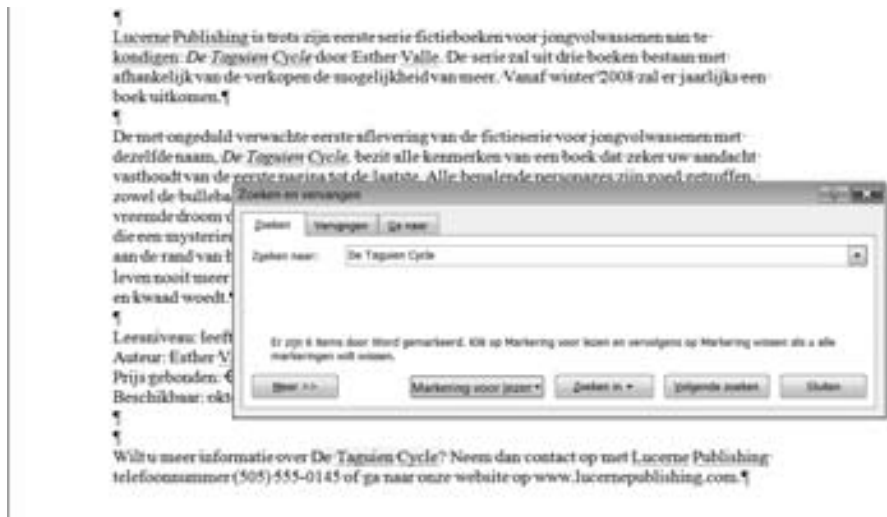 ¶
Lucerne Publishing is trots zijn eerste serie fictieboeken voor jongvolwassenen aan te
kondigen: De Taguien Cycle door Esther Valle. De serie zal uit drie boeken bestaan met
afhankelijk van de verkopen de mogelijkheid van meer. Vanaf winter 2008 zal er jaarlijks een
boek uitkomen.¶
¶
De met ongeduld verwachte eerste aflevering van de fictieserie voor jongvolwassenen met
dezelfde naam, De Taguien Cycle, bezit alle kenmerken van een boek dat zeker uw aandacht
vasthoudt van de eerste pagina tot de laatste. Alle bepalende personages zijn goed getroffen,
zowel de bulleba
vreemde droom
die een mysterieu
aan de rand van
leven nooit meer
en kwaad woedt.
¶
Leesniveau: leeft
Auteur: Esther V
Prijs gebonden: €
Beschikbaar: okt
¶
¶
Wilt u meer informatie over De Taguien Cycle? Neem dan contact op met Lucerne Publishing
telefoonnummer (505) 555-0145 of ga naar onze website op www.lucernepublishing.com.¶
Zoeken en vervangen
Zoeken Vervangen Ga naar
Zoeken naar: De Taguien Cycle
Er zijn 6 items door Word gemarkeerd. Klik op Markering voor lezen en vervolgens op Markering wissen als u alle
markeringen wilt wissen.
Meer >> Markering voor lezen Zoeken in Volgende zoeken Sluiten